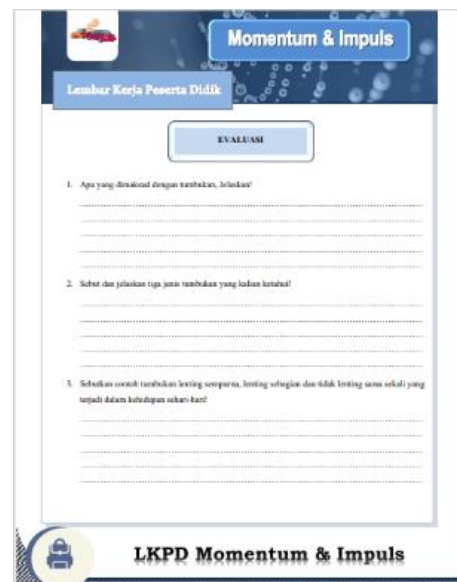 Momentum & Impuls
Lembar Kerja Peserta Didik
EVALUASI
1. Apa yang dimaksud dengan tumbukan, Jelaskan!
2. Sebut dan jelaskan tiga jenis tumbukan yang kalian ketahui!
3. Sebutkan contoh tumbukan lenting sempurna, lenting sebagian dan tidak lenting sama sekali yang
terjadi dalam kehidupan sehari-hari!
LKPD Momentum & Impuls